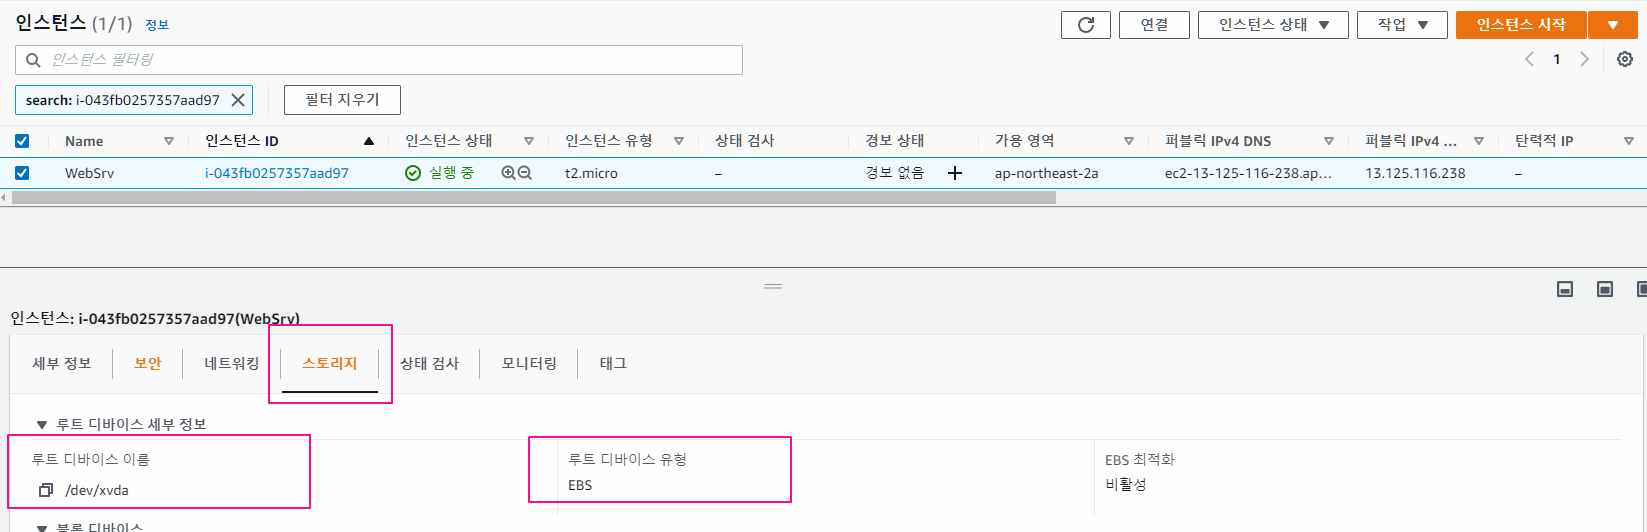 인스턴스 (1/1) 정보 연결 인스턴스 상태 작업 인스턴스 시작
인스턴스 필터링 1
search: i-043fb0257357aad97 필터 지우기
Name 인스턴스 ID 인스턴스 상태 인스턴스 유형 상태 검사 경보 상태 가용 영역 퍼블릭 IPv4 DNS 퍼블릭 IPv4 ... 탄력적 IP
WebSrv i-043fb0257357aad97 실행 중 t2.micro – 경보 없음 ap-northeast-2a ec2-13-125-116-238.ap... 13.125.116.238 –
인스턴스: i-043fb0257357aad97(WebSrv)
세부 정보 보안 네트워킹 스토리지 상태 검사 모니터링 태그
루트 디바이스 세부 정보
루트 디바이스 이름 루트 디바이스 유형 EBS 최적화
/dev/xvda EBS 비활성
블록 디바이스